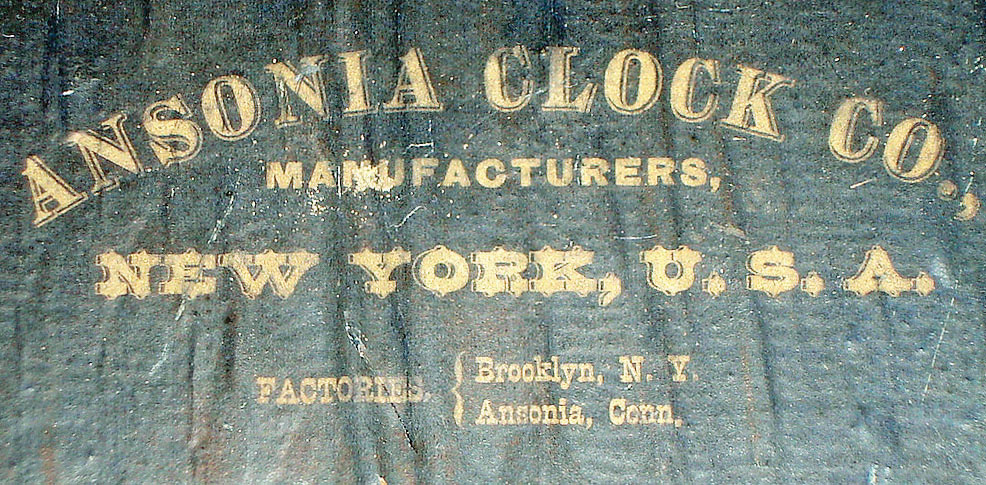 ANSONIA CLOCK CO.,
MANUFACTURERS,
NEW YORK, U. S. A.
FACTORIES. { Brooklyn, N. Y.
Ansonia, Conn.